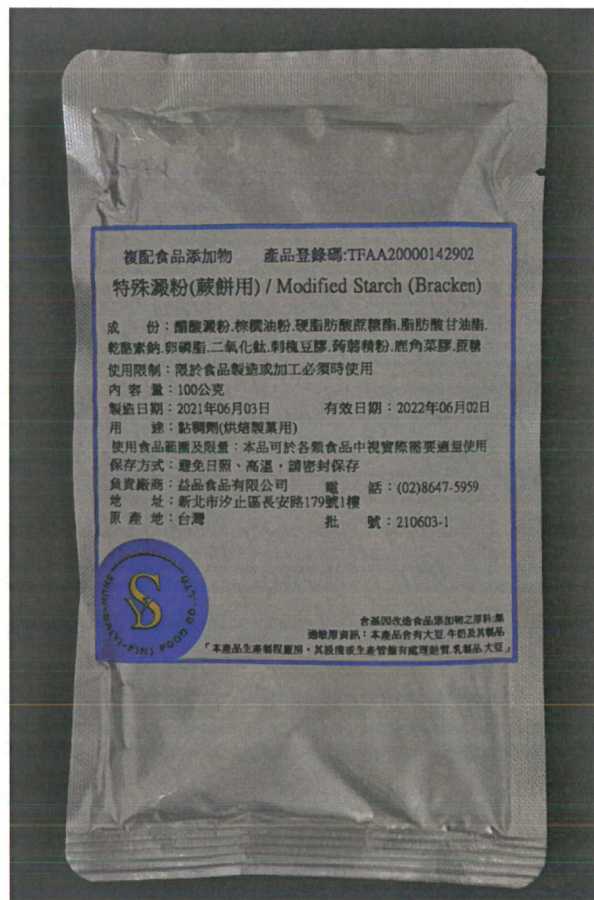 複配食品添加物 產品登錄碼:TFAA20000142902
特殊澱粉(蕨餅用) / Modified Starch (Bracken)
成 份：醋酸澱粉.棕櫚油粉.硬脂肪酸蔗糖酯.脂肪酸甘油酯.
乾酪素鈉.卵磷脂.二氧化鈦.刺槐豆膠.蒟蒻精粉.鹿角菜膠.蔗糖
使用限制：限於食品製造或加工必須時使用
內 容 量：100公克
製造日期：2021年06月03日 有效日期：2022年06月02日
用 途：黏稠劑(烘焙製菓用)
使用食品範圍及限量：本品可於各類食品中視實際需要適量使用
保存方式：避免日照、高溫，請密封保存
負責廠商：益品食品有限公司 電 話：(02)8647-5959
地 址：新北市汐止區長安路179號1樓
原 產 地：台灣 批 號：210603-1
SY
(YI-PIN) FOOD CO.,LTD
含基因改造食品添加物之原料:無
過敏原資訊：本產品含有大豆.牛奶及其製品
「本產品生產製程廠房，其設備或生產管線有處理麩質.乳製品.大豆」